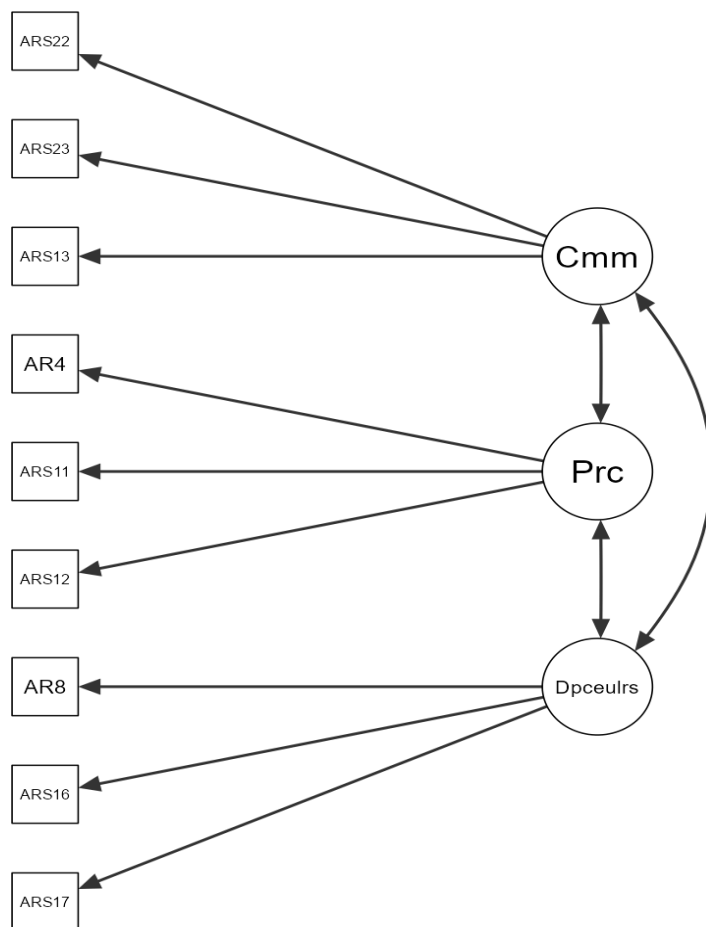 ARS22
ARS23
ARS13
Cmm
AR4
ARS11
Prc
ARS12
AR8
Dpceulrs
ARS16
ARS17